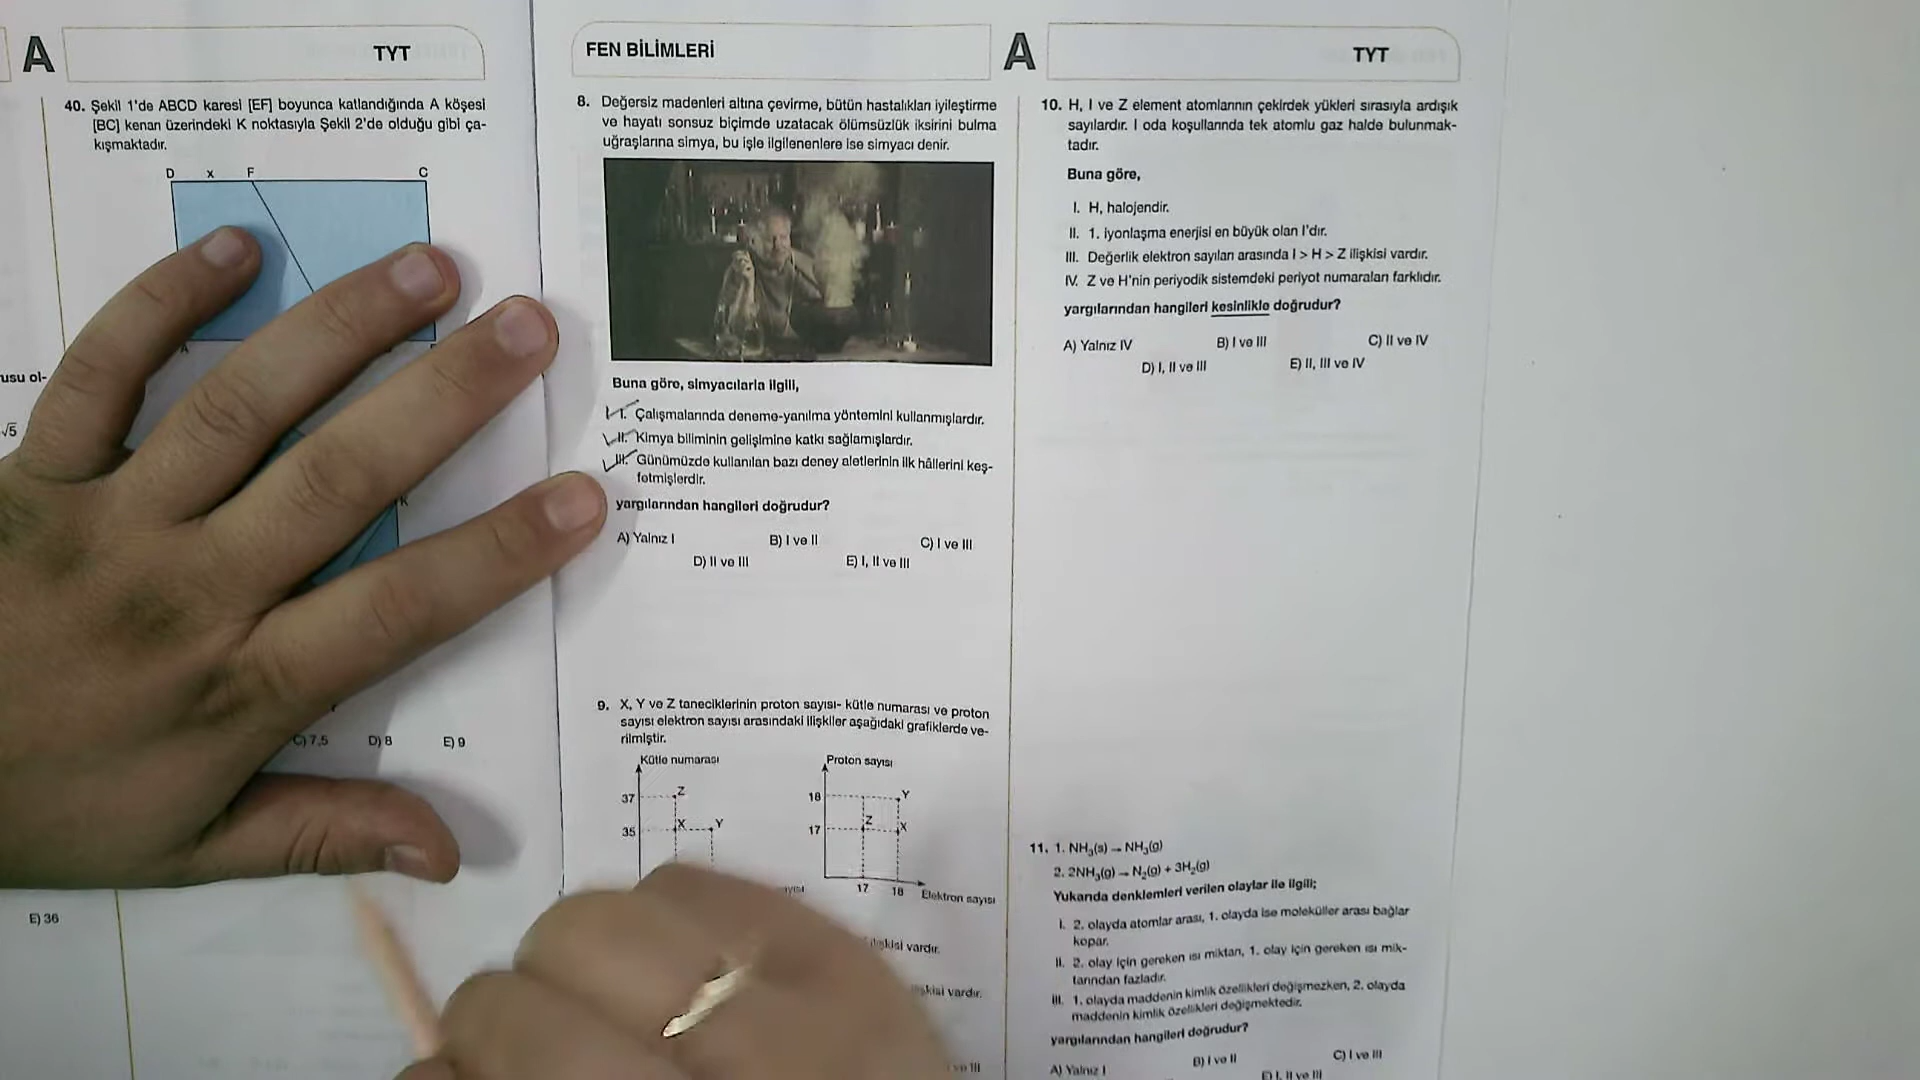 A
TYT
40. Şekil 1'de ABCD karesi [EF] boyunca katlandığında A köşesi
[BC] kenarı üzerindeki K noktasıyla Şekil 2'de olduğu gibi ça-
kışmaktadır.
D x F C
A
K
usu ol-
√5
C) 7,5 D) 8 E) 9
E) 36
FEN BİLİMLERİ
8. Değersiz madenleri altına çevirme, bütün hastalıkları iyileştirme
ve hayatı sonsuz biçimde uzatacak ölümsüzlük iksirini bulma
uğraşlarına simya, bu işle ilgilenenlere ise simyacı denir.
Buna göre, simyacılarla ilgili,
I. Çalışmalarında deneme-yanılma yöntemini kullanmışlardır.
II. Kimya biliminin gelişimine katkı sağlamışlardır.
III. Günümüzde kullanılan bazı deney aletlerinin ilk hâllerini keş-
fetmişlerdir.
yargılarından hangileri doğrudur?
A) Yalnız I B) I ve II C) I ve III
D) II ve III E) I, II ve III
9. X, Y ve Z taneciklerinin proton sayısı- kütle numarası ve proton
sayısı elektron sayısı arasındaki ilişkiler aşağıdaki grafiklerde ve-
rilmiştir.
Kütle numarası
37 Z
35 X Y
Proton sayısı
18 Y
17 Z X
17 18 Elektron sayısı
ilişkisi vardır.
vardır.
A
TYT
10. H, I ve Z element atomlarının çekirdek yükleri sırasıyla ardışık
sayılardır. I oda koşullarında tek atomlu gaz halde bulunmak-
tadır.
Buna göre,
I. H, halojendir.
II. 1. iyonlaşma enerjisi en büyük olan I'dır.
III. Değerlik elektron sayıları arasında I > H > Z ilişkisi vardır.
IV. Z ve H'nin periyodik sistemdeki periyot numaraları farklıdır.
yargılarından hangileri kesinlikle doğrudur?
A) Yalnız IV B) I ve III C) II ve IV
D) I, II ve III E) II, III ve IV
11. 1. NH₃(s) → NH₃(g)
2. 2NH₃(g) → N₂(g) + 3H₂(g)
Yukarıda denklemleri verilen olaylar ile ilgili;
I. 2. olayda atomlar arası, 1. olayda ise moleküller arası bağlar
kopar.
II. 2. olay için gereken ısı miktarı, 1. olay için gereken ısı mik-
tarından fazladır.
III. 1. olayda maddenin kimlik özellikleri değişmezken, 2. olayda
maddenin kimlik özellikleri değişmektedir.
yargılarından hangileri doğrudur?
A) Yalnız I B) I ve II C) I ve III
E) I, II ve III